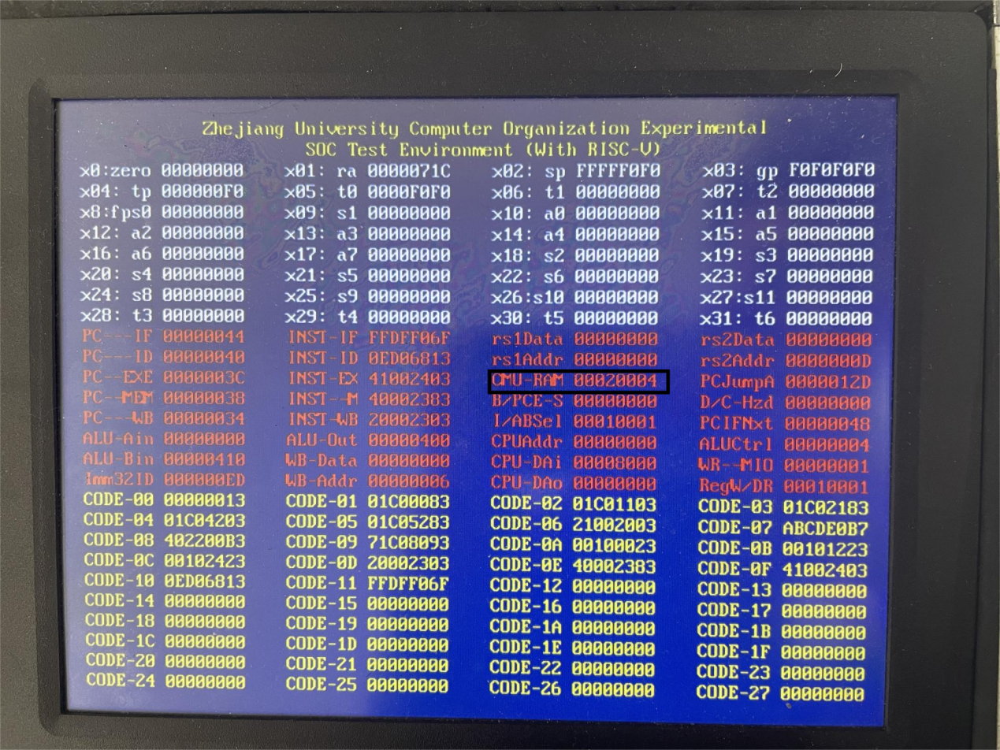 Zhejiang University Computer Organization Experimental
SOC Test Environment (With RISC-V)
x0:zero 00000000 x01: ra 0000071C x02: sp FFFFF0F0 x03: gp F0F0F0F0
x04: tp 000000F0 x05: t0 0000F0F0 x06: t1 00000000 x07: t2 00000000
x8:fps0 00000000 x09: s1 00000000 x10: a0 00000000 x11: a1 00000000
x12: a2 00000000 x13: a3 00000000 x14: a4 00000000 x15: a5 00000000
x16: a6 00000000 x17: a7 00000000 x18: s2 00000000 x19: s3 00000000
x20: s4 00000000 x21: s5 00000000 x22: s6 00000000 x23: s7 00000000
x24: s8 00000000 x25: s9 00000000 x26:s10 00000000 x27:s11 00000000
x28: t3 00000000 x29: t4 00000000 x30: t5 00000000 x31: t6 00000000
PC---IF 00000044 INST-IF FFDFF06F rs1Data 00000000 rs2Data 00000000
PC---ID 00000040 INST-ID 0ED06813 rs1Addr 00000000 rs2Addr 0000000D
PC--EXE 0000003C INST-EX 41002403 CMU-RAM 00020004 PCJumpA 0000012D
PC--MEM 00000038 INST--M 40002383 B/PCE-S 00000000 D/C-Hzd 00000000
PC---WB 00000034 INST-WB 20002303 I/ABSel 00010001 PCIFNxt 00000048
ALU-Ain 00000000 ALU-Out 00000400 CPUAddr 00000000 ALUCtrl 00000004
ALU-Bin 00000410 WB-Data 00000000 CPU-DAi 00008000 WR--MIO 00000001
Imm32ID 000000ED WB-Addr 00000006 CPU-DAo 00000000 RegW/DR 00010001
CODE-00 00000013 CODE-01 01C00083 CODE-02 01C01103 CODE-03 01C02183
CODE-04 01C04203 CODE-05 01C05283 CODE-06 21002003 CODE-07 ABCDE0B7
CODE-08 402200B3 CODE-09 71C08093 CODE-0A 00100023 CODE-0B 00101223
CODE-0C 00102423 CODE-0D 20002303 CODE-0E 40002383 CODE-0F 41002403
CODE-10 0ED06813 CODE-11 FFDFF06F CODE-12 00000000 CODE-13 00000000
CODE-14 00000000 CODE-15 00000000 CODE-16 00000000 CODE-17 00000000
CODE-18 00000000 CODE-19 00000000 CODE-1A 00000000 CODE-1B 00000000
CODE-1C 00000000 CODE-1D 00000000 CODE-1E 00000000 CODE-1F 00000000
CODE-20 00000000 CODE-21 00000000 CODE-22 00000000 CODE-23 00000000
CODE-24 00000000 CODE-25 00000000 CODE-26 00000000 CODE-27 00000000